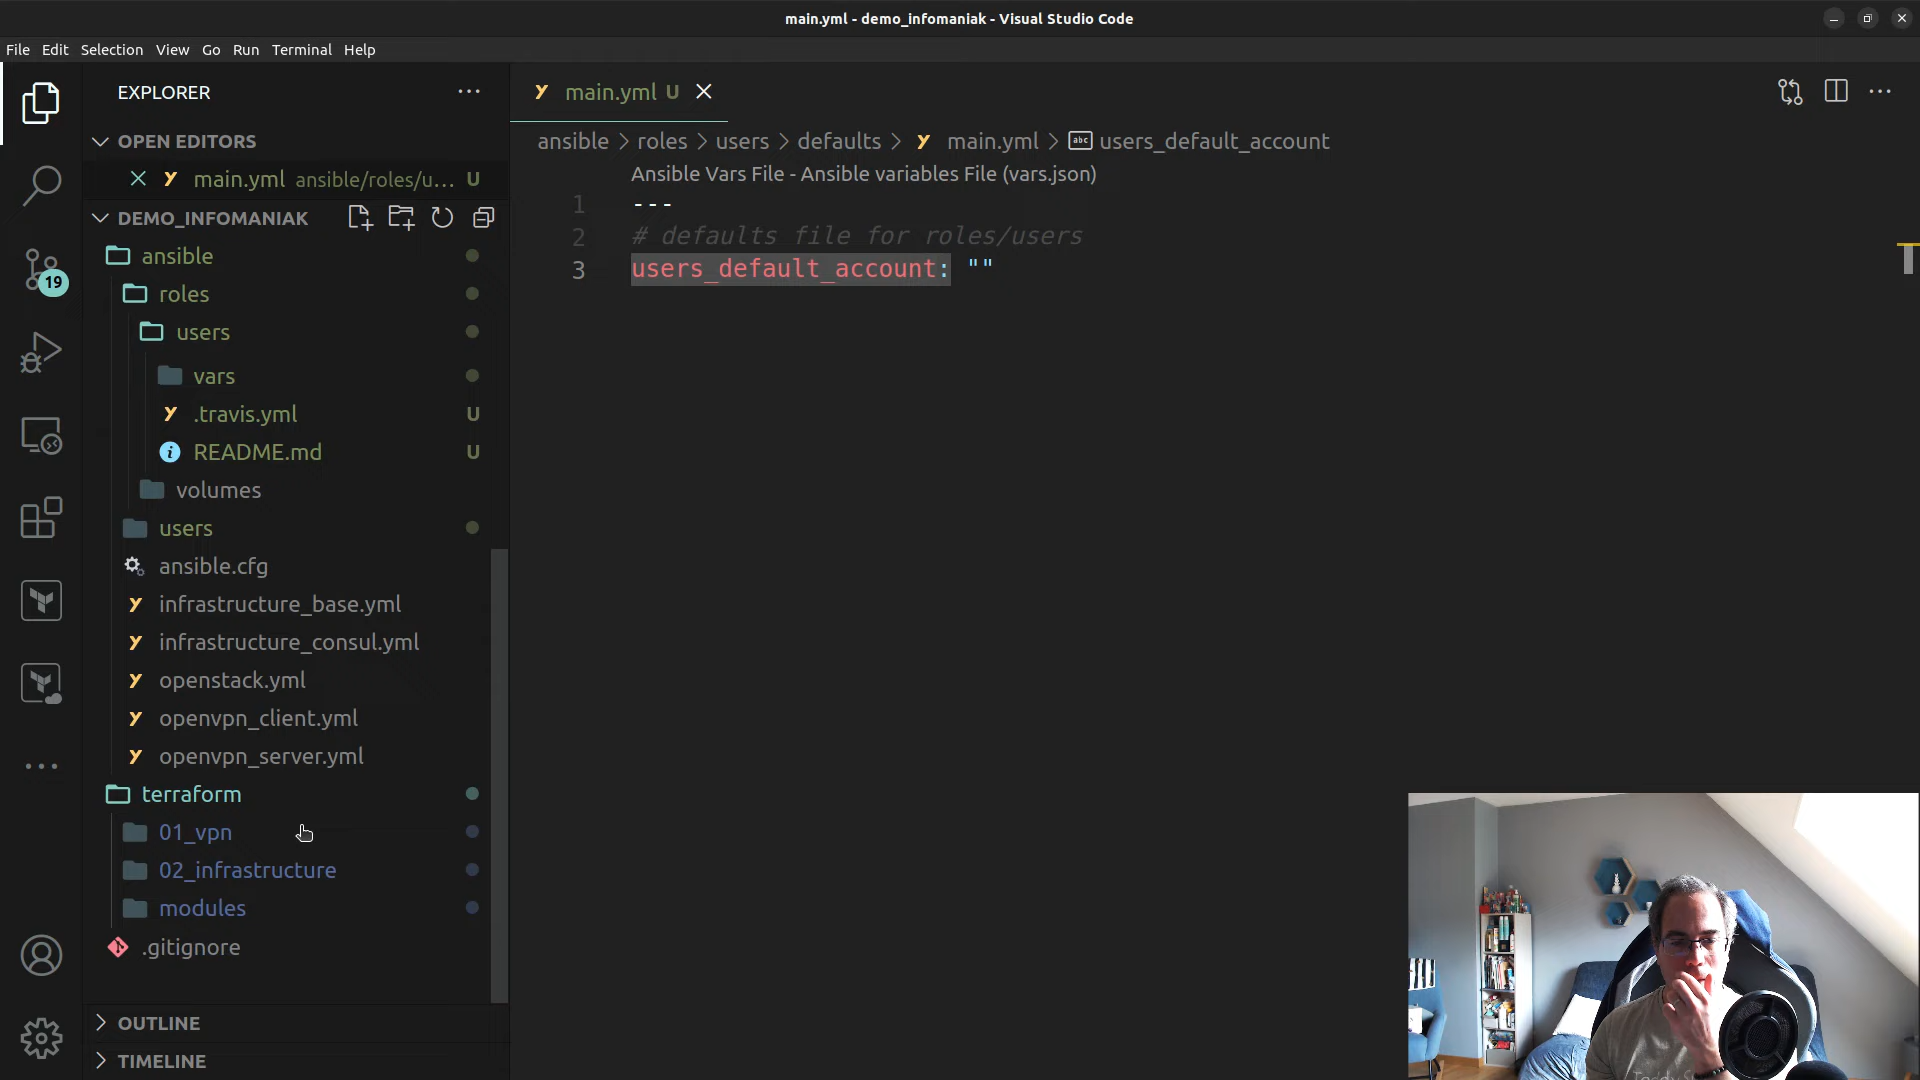 main.yml - demo_infomaniak - Visual Studio Code
File Edit Selection View Go Run Terminal Help
EXPLORER
OPEN EDITORS
main.yml ansible/roles/u... U
DEMO_INFOMANIAK
ansible
roles
users
vars
.travis.yml U
README.md U
volumes
users
ansible.cfg
infrastructure_base.yml
infrastructure_consul.yml
openstack.yml
openvpn_client.yml
openvpn_server.yml
terraform
01_vpn
02_infrastructure
modules
.gitignore
OUTLINE
TIMELINE
19
main.yml U
ansible > roles > users > defaults > main.yml > abc users_default_account
Ansible Vars File - Ansible variables File (vars.json)
1 ---
2 # defaults file for roles/users
3 users_default_account: ""